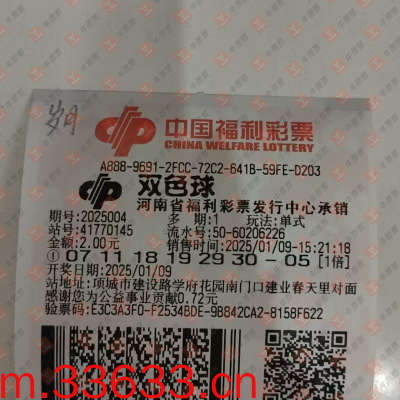 中国福利彩票
CHINA WELFARE LOTTERY
A888-9691-2FCC-72C2-641B-59FE-D203
双色球
河南省福利彩票发行中心承销
期号:2025004 多期:1 玩法:单式
站号:41770145 流水号:50-60206226
金额:2.00元 销售时间:2025/01/09-15:21:18
① 07 11 18 19 29 30 - 05 [1倍]
开奖日期:2025/01/09
站地址:项城市建设路学府花园南门口建业春天里对面
感谢您为公益事业贡献0.72元
验票码:E3C3A3FD-F2534BDE-9B842CA2-8158F622
m.33633.cn